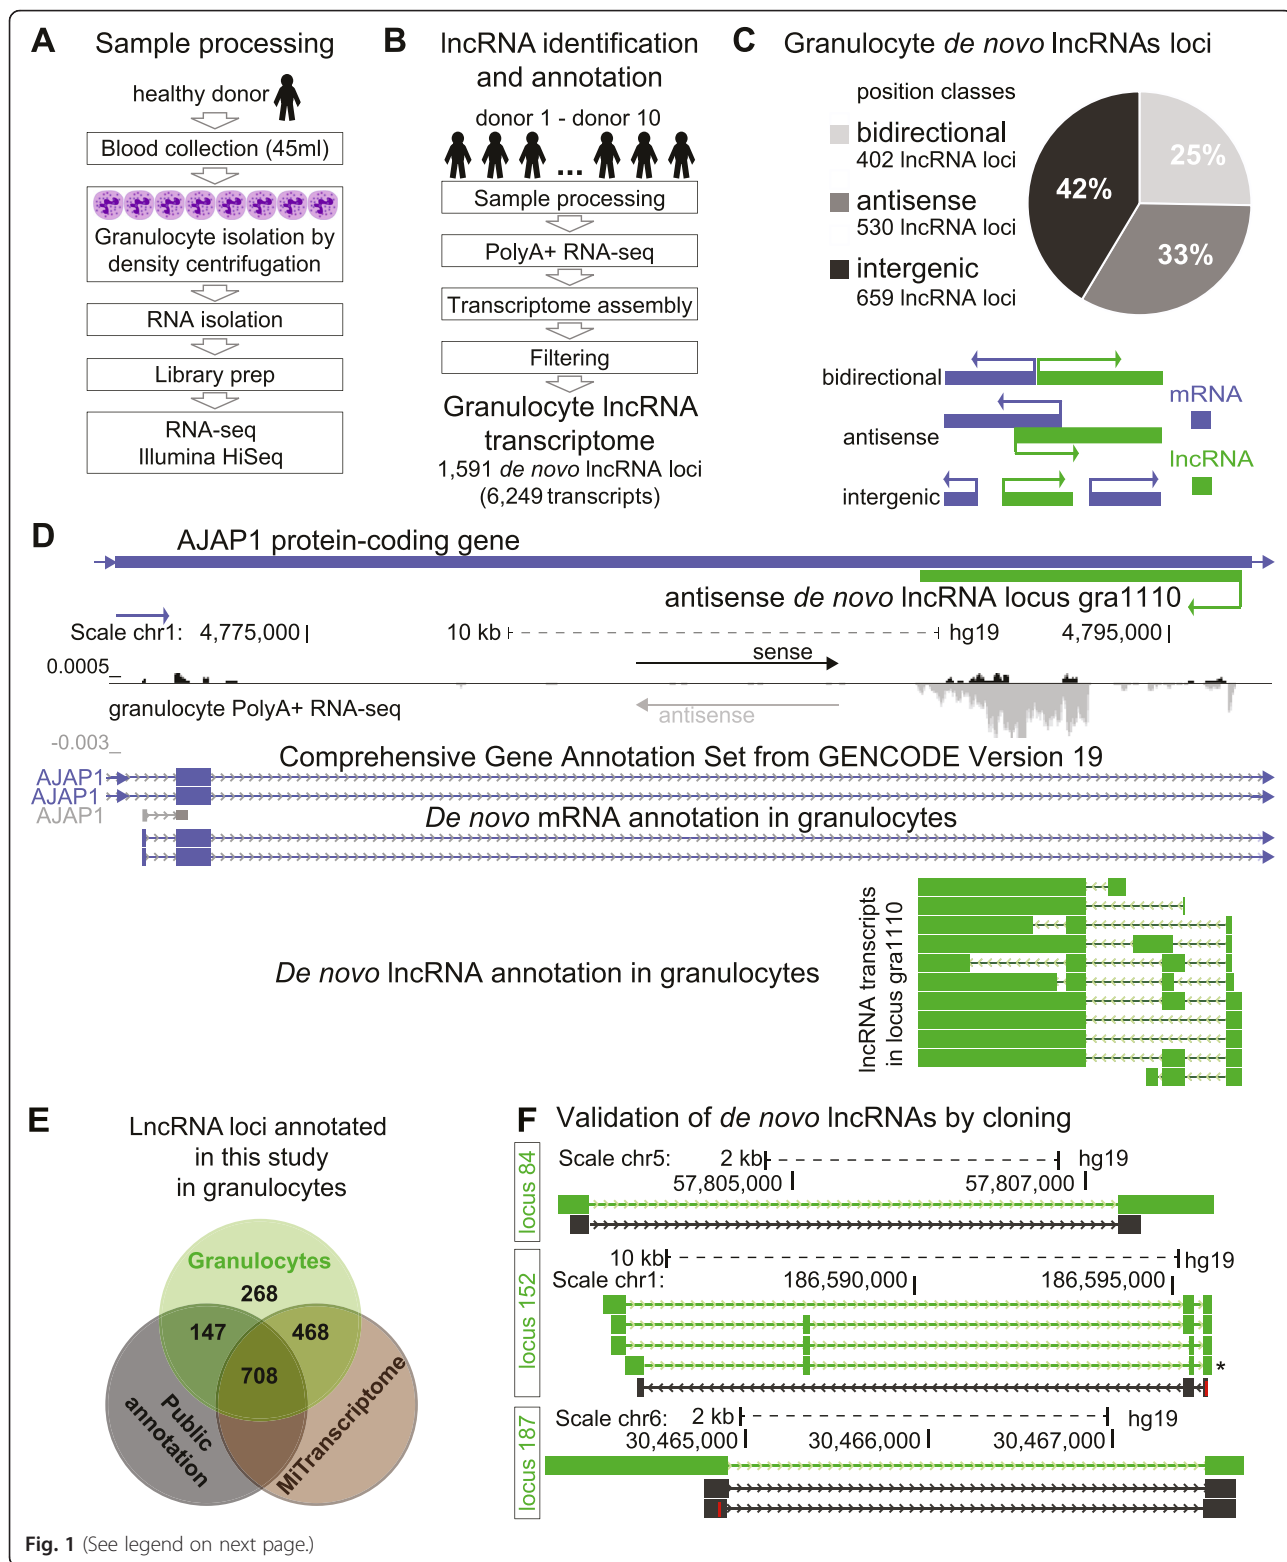 A Sample processing
healthy donor
Blood collection (45ml)
Granulocyte isolation by
density centrifugation
RNA isolation
Library prep
RNA-seq
Illumina HiSeq
B lncRNA identification
and annotation
donor 1 - donor 10
...
Sample processing
PolyA+ RNA-seq
Transcriptome assembly
Filtering
Granulocyte lncRNA
transcriptome
1,591 de novo lncRNA loci
(6,249 transcripts)
C Granulocyte de novo lncRNAs loci
position classes
bidirectional
402 lncRNA loci
antisense
530 lncRNA loci
intergenic
659 lncRNA loci
25%
42%
33%
bidirectional
mRNA
antisense
lncRNA
intergenic
D
AJAP1 protein-coding gene
antisense de novo lncRNA locus gra1110
Scale chr1: 4,775,000 10 kb hg19 4,795,000
sense
0.0005_
granulocyte PolyA+ RNA-seq
antisense
-0.003_
Comprehensive Gene Annotation Set from GENCODE Version 19
AJAP1
AJAP1
AJAP1
De novo mRNA annotation in granulocytes
De novo lncRNA annotation in granulocytes
lncRNA transcripts
in locus gra1110
E LncRNA loci annotated
in this study
in granulocytes
Granulocytes
268
147 468
708
Public
annotation
MiTranscriptome
F Validation of de novo lncRNAs by cloning
locus 84
Scale chr5: 2 kb hg19
57,805,000 57,807,000
locus 152
10 kb hg19
Scale chr1: 186,590,000 186,595,000
*
locus 187
Scale chr6: 2 kb hg19
30,465,000 30,466,000 30,467,000
Fig. 1 (See legend on next page.)